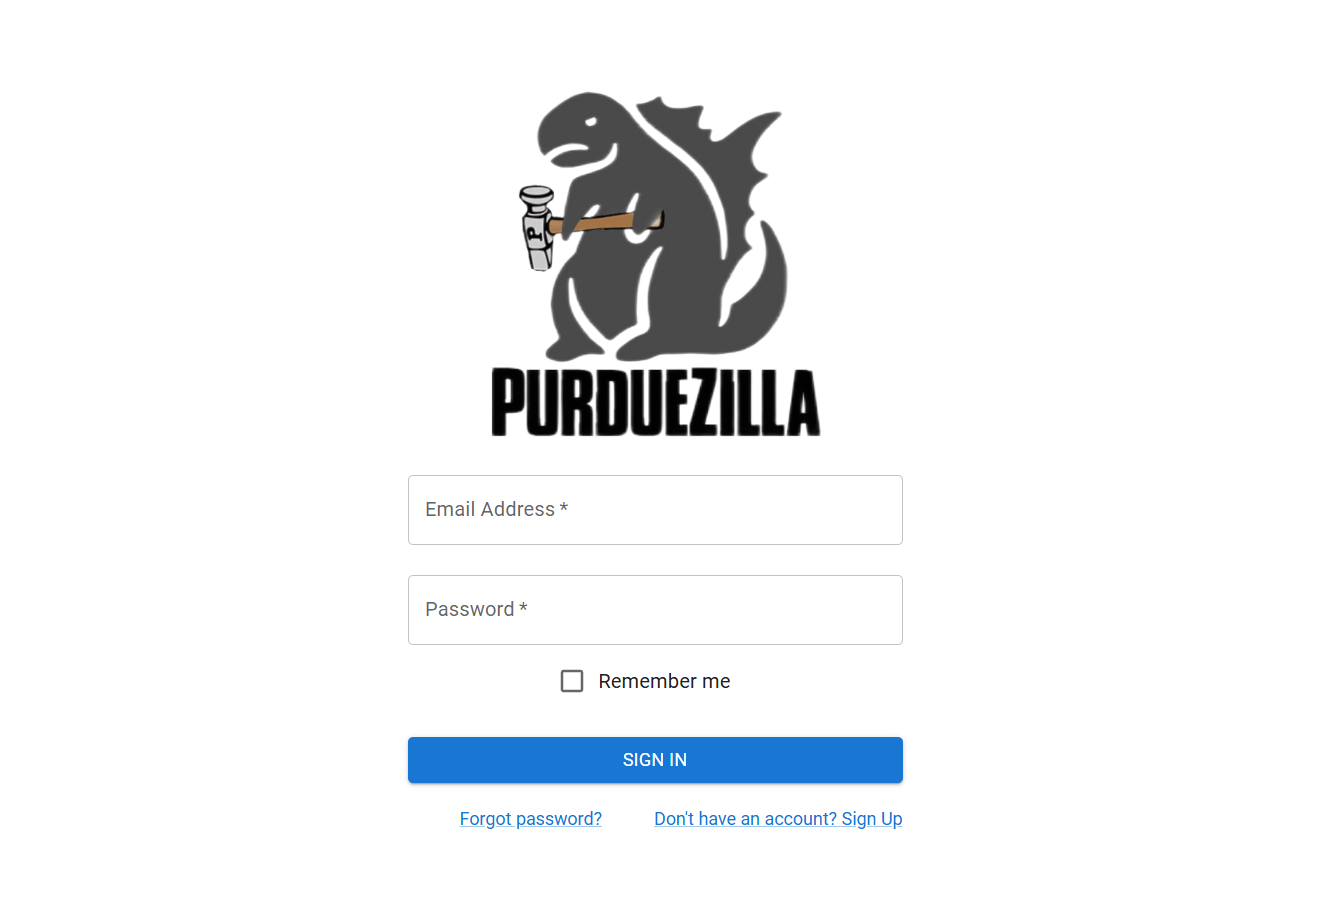 P
PURDUEZILLA
Email Address *
Password *
Remember me
SIGN IN
Forgot password? Don't have an account? Sign Up